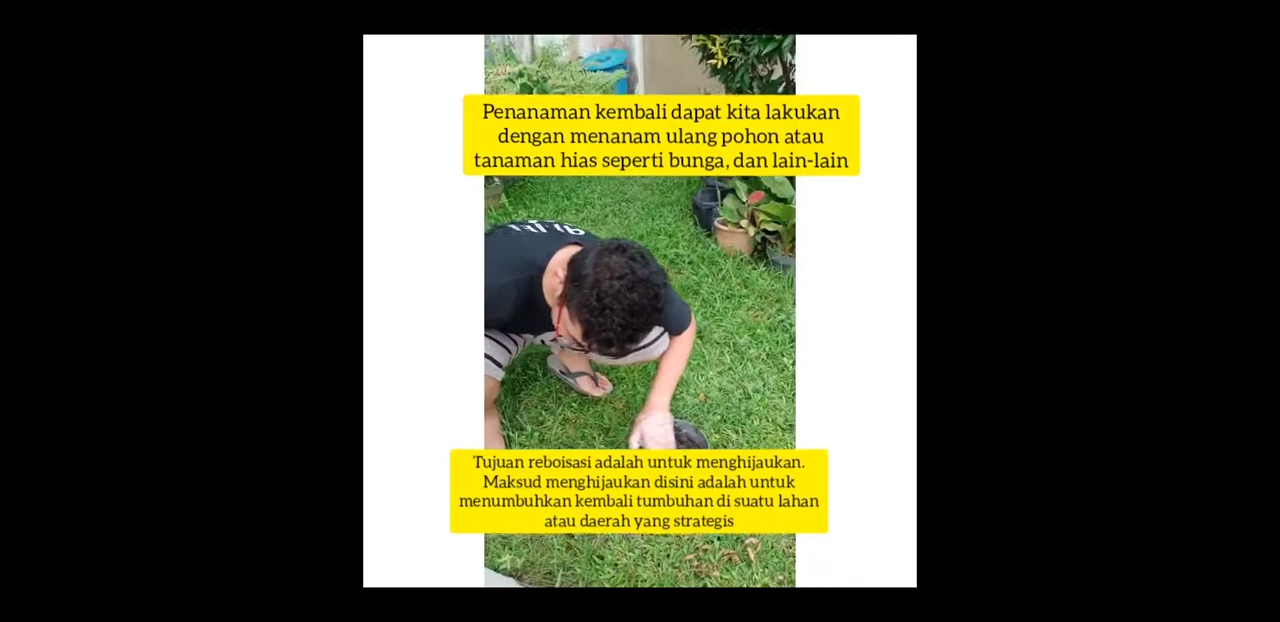 Penanaman kembali dapat kita lakukan
dengan menanam ulang pohon atau
tanaman hias seperti bunga, dan lain-lain
Tujuan reboisasi adalah untuk menghijaukan.
Maksud menghijaukan disini adalah untuk
menumbuhkan kembali tumbuhan di suatu lahan
atau daerah yang strategis